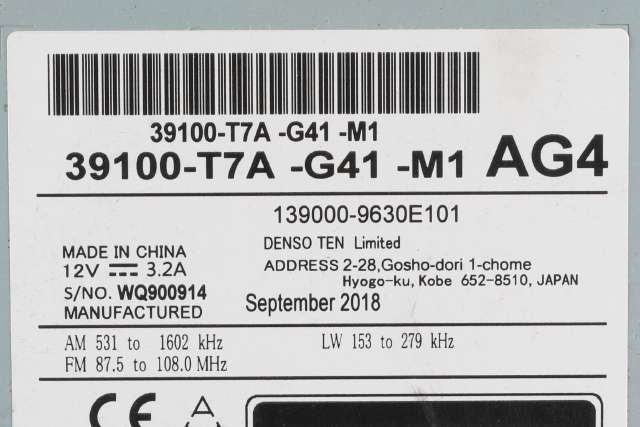 39100-T7A -G41 -M1
39100-T7A -G41 -M1 AG4
139000-9630E101
MADE IN CHINA
12V 3.2A
S/NO. WQ900914
MANUFACTURED
DENSO TEN Limited
ADDRESS 2-28,Gosho-dori 1-chome
Hyogo-ku, Kobe 652-8510, JAPAN
September 2018
AM 531 to 1602 kHz
LW 153 to 279 kHz
FM 87.5 to 108.0 MHz
CE